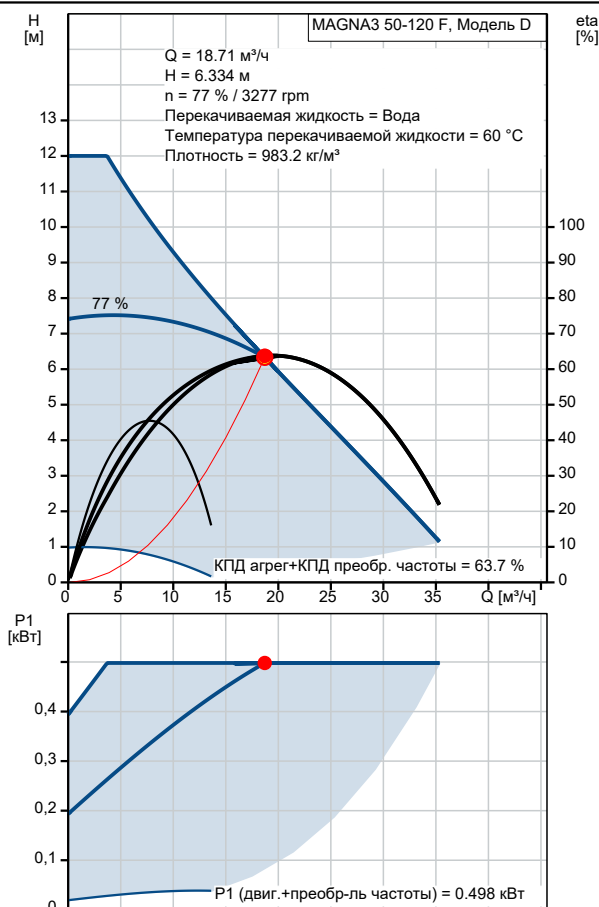 H
[м]
MAGNA3 50-120 F, Модель D
eta
[%]
Q = 18.71 м³/ч
H = 6.334 м
n = 77 % / 3277 rpm
Перекачиваемая жидкость = Вода
Температура перекачиваемой жидкости = 60 °C
Плотность = 983.2 кг/м³
13
12
11
10
9
8
7
6
5
4
3
2
1
0
100
90
80
70
60
50
40
30
20
10
0
77 %
КПД агрег+КПД преобр. частоты = 63.7 %
0
5
10
15
20
25
30
35
Q [м³/ч]
P1
[кВт]
0,4
0,3
0,2
0,1
0
P1 (двиг.+преобр-ль частоты) = 0.498 кВт